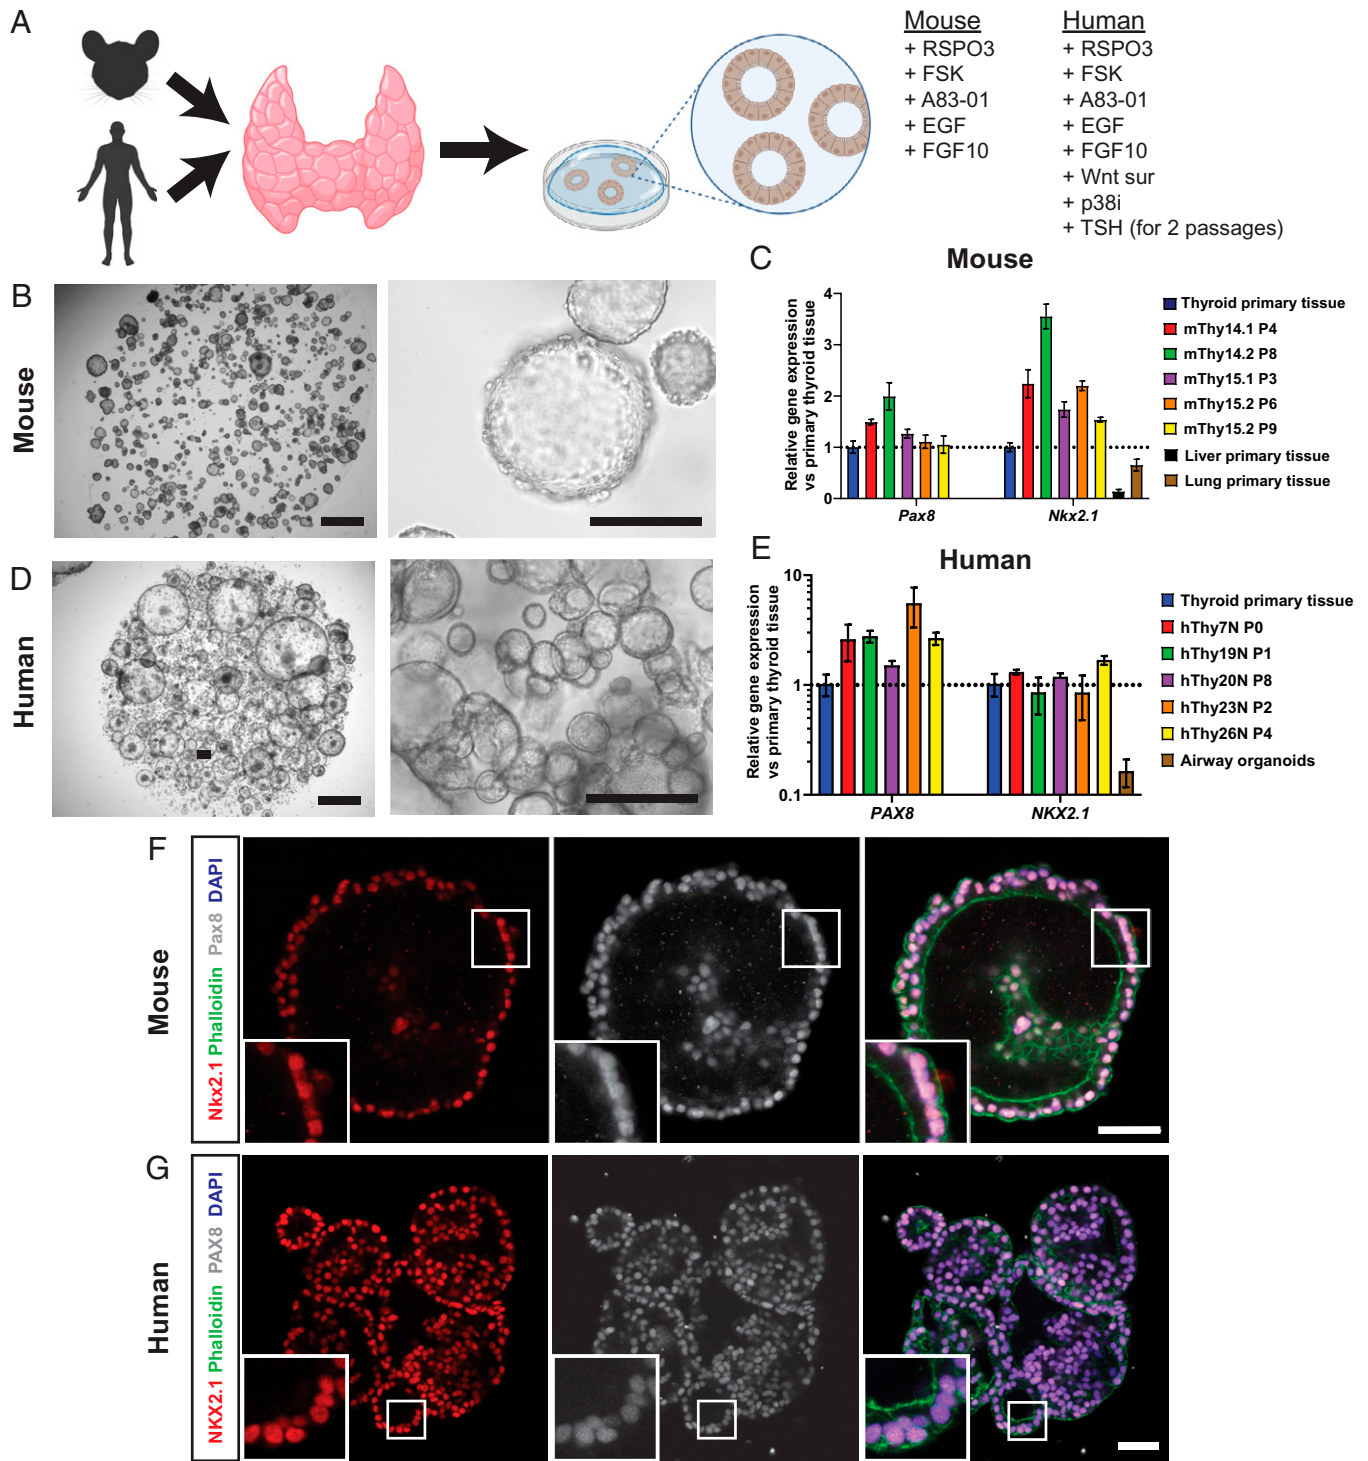 A
Mouse
+ RSPO3
+ FSK
+ A83-01
+ EGF
+ FGF10
Human
+ RSPO3
+ FSK
+ A83-01
+ EGF
+ FGF10
+ Wnt sur
+ p38i
+ TSH (for 2 passages)
B
Mouse
C
Mouse
Relative gene expression
vs primary thyroid tissue
4
3
2
1
0
Pax8
Nkx2.1
Thyroid primary tissue
mThy14.1 P4
mThy14.2 P8
mThy15.1 P3
mThy15.2 P6
mThy15.2 P9
Liver primary tissue
Lung primary tissue
D
Human
E
Human
Relative gene expression
vs primary thyroid tissue
10
1
0.1
PAX8
NKX2.1
Thyroid primary tissue
hThy7N P0
hThy19N P1
hThy20N P8
hThy23N P2
hThy26N P4
Airway organoids
F
Mouse
Nkx2.1 Phalloidin Pax8 DAPI
G
Human
NKX2.1 Phalloidin PAX8 DAPI